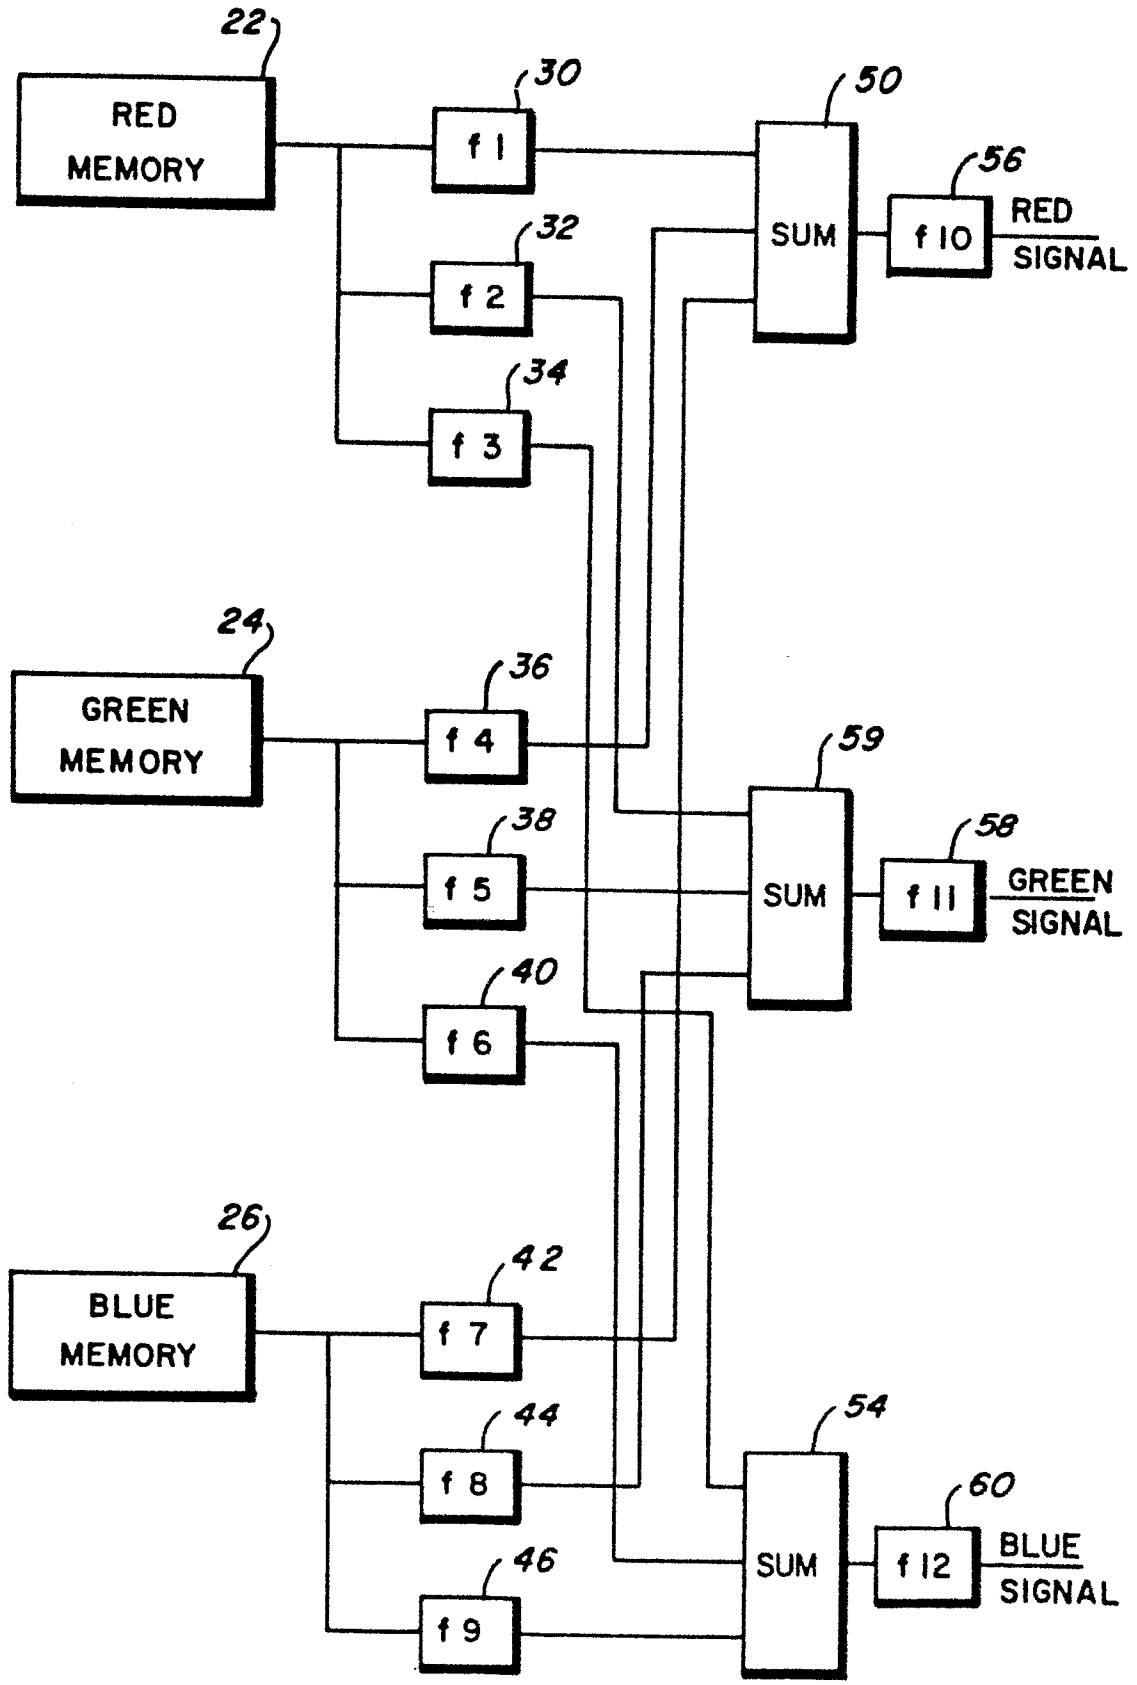 22
30
50
RED
MEMORY
f 1
56
RED
SIGNAL
32
SUM
f 10
f 2
34
f 3
24
36
GREEN
MEMORY
f 4
59
38
58
f 5
SUM
f 11
GREEN
SIGNAL
40
f 6
26
42
BLUE
MEMORY
f 7
44
54
f 8
60
46
SUM
f 12
BLUE
SIGNAL
f 9